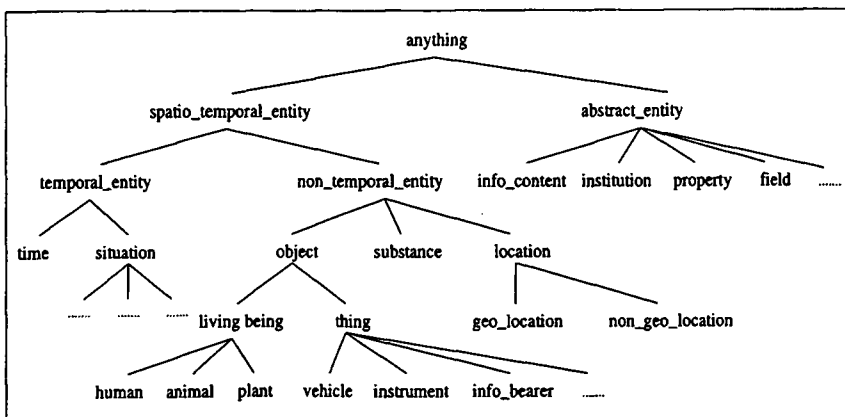 anything
spatio_temporal_entity abstract_entity
temporal_entity non_temporal_entity info_content institution property field ......
time situation object substance location
...... ...... ...... living being thing geo_location non_geo_location
human animal plant vehicle instrument info_bearer ......